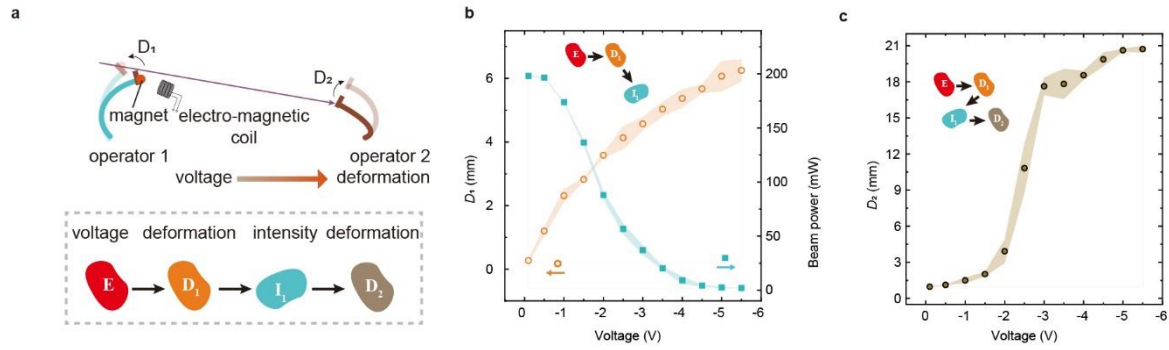 a
D₁
D₂
magnet
electro-magnetic
coil
operator 1
operator 2
voltage
deformation
voltage deformation intensity deformation
E D₁ I₁ D₂
b
E D₁
I₁
D₁ (mm)
6
4
2
0
Beam power (mW)
200
150
100
50
0
0 -1 -2 -3 -4 -5 -6
Voltage (V)
c
E D₁
I₁ D₂
D₂ (mm)
21
18
15
12
9
6
3
0
0 -1 -2 -3 -4 -5 -6
Voltage (V)